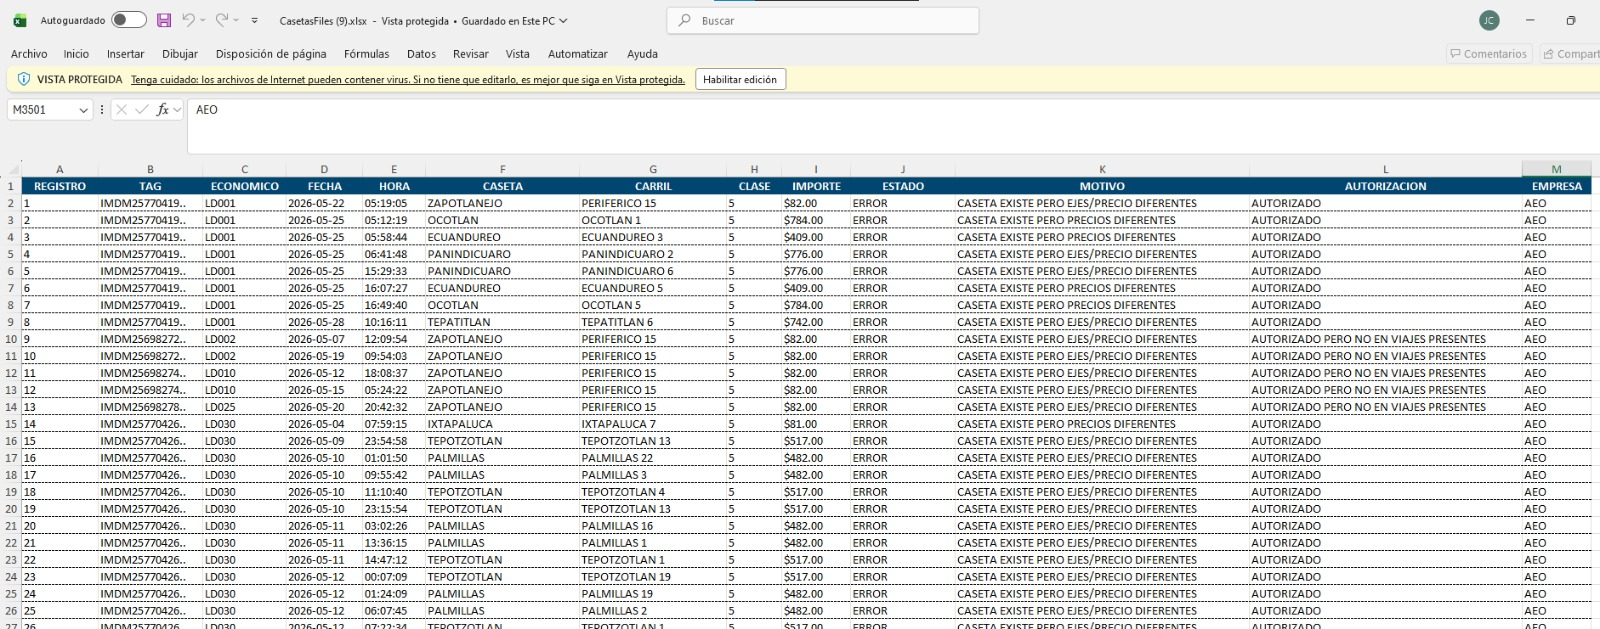 Autoguardado CasetasFiles (9).xlsx - Vista protegida • Guardado en Este PC Buscar JC
Archivo Inicio Insertar Dibujar Disposición de página Fórmulas Datos Revisar Vista Automatizar Ayuda Comentarios Compart
VISTA PROTEGIDA Tenga cuidado: los archivos de Internet pueden contener virus. Si no tiene que editarlo, es mejor que siga en Vista protegida. Habilitar edición
M3501 fx AEO
A B C D E F G H I J K L M
1 REGISTRO TAG ECONOMICO FECHA HORA CASETA CARRIL CLASE IMPORTE ESTADO MOTIVO AUTORIZACION EMPRESA
2 1 IMDM25770419.. LD001 2026-05-22 05:19:05 ZAPOTLANEJO PERIFERICO 15 5 $82.00 ERROR CASETA EXISTE PERO EJES/PRECIO DIFERENTES AUTORIZADO AEO
3 2 IMDM25770419.. LD001 2026-05-25 05:12:19 OCOTLAN OCOTLAN 1 5 $784.00 ERROR CASETA EXISTE PERO PRECIOS DIFERENTES AUTORIZADO AEO
4 3 IMDM25770419.. LD001 2026-05-25 05:58:44 ECUANDUREO ECUANDUREO 3 5 $409.00 ERROR CASETA EXISTE PERO PRECIOS DIFERENTES AUTORIZADO AEO
5 4 IMDM25770419.. LD001 2026-05-25 06:41:48 PANINDICUARO PANINDICUARO 2 5 $776.00 ERROR CASETA EXISTE PERO EJES/PRECIO DIFERENTES AUTORIZADO AEO
6 5 IMDM25770419.. LD001 2026-05-25 15:29:33 PANINDICUARO PANINDICUARO 6 5 $776.00 ERROR CASETA EXISTE PERO EJES/PRECIO DIFERENTES AUTORIZADO AEO
7 6 IMDM25770419.. LD001 2026-05-25 16:07:27 ECUANDUREO ECUANDUREO 5 5 $409.00 ERROR CASETA EXISTE PERO PRECIOS DIFERENTES AUTORIZADO AEO
8 7 IMDM25770419.. LD001 2026-05-25 16:49:40 OCOTLAN OCOTLAN 5 5 $784.00 ERROR CASETA EXISTE PERO PRECIOS DIFERENTES AUTORIZADO AEO
9 8 IMDM25770419.. LD001 2026-05-28 10:16:11 TEPATITLAN TEPATITLAN 6 5 $742.00 ERROR CASETA EXISTE PERO EJES/PRECIO DIFERENTES AUTORIZADO AEO
10 9 IMDM25698272.. LD002 2026-05-07 12:09:54 ZAPOTLANEJO PERIFERICO 15 5 $82.00 ERROR CASETA EXISTE PERO EJES/PRECIO DIFERENTES AUTORIZADO PERO NO EN VIAJES PRESENTES AEO
11 10 IMDM25698272.. LD002 2026-05-19 09:54:03 ZAPOTLANEJO PERIFERICO 15 5 $82.00 ERROR CASETA EXISTE PERO EJES/PRECIO DIFERENTES AUTORIZADO PERO NO EN VIAJES PRESENTES AEO
12 11 IMDM25698274.. LD010 2026-05-12 18:08:37 ZAPOTLANEJO PERIFERICO 15 5 $82.00 ERROR CASETA EXISTE PERO EJES/PRECIO DIFERENTES AUTORIZADO PERO NO EN VIAJES PRESENTES AEO
13 12 IMDM25698274.. LD010 2026-05-15 05:24:22 ZAPOTLANEJO PERIFERICO 15 5 $82.00 ERROR CASETA EXISTE PERO EJES/PRECIO DIFERENTES AUTORIZADO PERO NO EN VIAJES PRESENTES AEO
14 13 IMDM25698278.. LD025 2026-05-20 20:42:32 ZAPOTLANEJO PERIFERICO 15 5 $82.00 ERROR CASETA EXISTE PERO EJES/PRECIO DIFERENTES AUTORIZADO PERO NO EN VIAJES PRESENTES AEO
15 14 IMDM25770426.. LD030 2026-05-04 07:59:15 IXTAPALUCA IXTAPALUCA 7 5 $81.00 ERROR CASETA EXISTE PERO PRECIOS DIFERENTES AUTORIZADO AEO
16 15 IMDM25770426.. LD030 2026-05-09 23:54:58 TEPOTZOTLAN TEPOTZOTLAN 13 5 $517.00 ERROR CASETA EXISTE PERO EJES/PRECIO DIFERENTES AUTORIZADO AEO
17 16 IMDM25770426.. LD030 2026-05-10 01:01:50 PALMILLAS PALMILLAS 22 5 $482.00 ERROR CASETA EXISTE PERO EJES/PRECIO DIFERENTES AUTORIZADO AEO
18 17 IMDM25770426.. LD030 2026-05-10 09:55:42 PALMILLAS PALMILLAS 3 5 $482.00 ERROR CASETA EXISTE PERO EJES/PRECIO DIFERENTES AUTORIZADO AEO
19 18 IMDM25770426.. LD030 2026-05-10 11:10:40 TEPOTZOTLAN TEPOTZOTLAN 4 5 $517.00 ERROR CASETA EXISTE PERO EJES/PRECIO DIFERENTES AUTORIZADO AEO
20 19 IMDM25770426.. LD030 2026-05-10 23:15:54 TEPOTZOTLAN TEPOTZOTLAN 13 5 $517.00 ERROR CASETA EXISTE PERO EJES/PRECIO DIFERENTES AUTORIZADO AEO
21 20 IMDM25770426.. LD030 2026-05-11 03:02:26 PALMILLAS PALMILLAS 16 5 $482.00 ERROR CASETA EXISTE PERO EJES/PRECIO DIFERENTES AUTORIZADO AEO
22 21 IMDM25770426.. LD030 2026-05-11 13:36:15 PALMILLAS PALMILLAS 1 5 $482.00 ERROR CASETA EXISTE PERO EJES/PRECIO DIFERENTES AUTORIZADO AEO
23 22 IMDM25770426.. LD030 2026-05-11 14:47:12 TEPOTZOTLAN TEPOTZOTLAN 1 5 $517.00 ERROR CASETA EXISTE PERO EJES/PRECIO DIFERENTES AUTORIZADO AEO
24 23 IMDM25770426.. LD030 2026-05-12 00:07:09 TEPOTZOTLAN TEPOTZOTLAN 19 5 $517.00 ERROR CASETA EXISTE PERO EJES/PRECIO DIFERENTES AUTORIZADO AEO
25 24 IMDM25770426.. LD030 2026-05-12 01:24:09 PALMILLAS PALMILLAS 19 5 $482.00 ERROR CASETA EXISTE PERO EJES/PRECIO DIFERENTES AUTORIZADO AEO
26 25 IMDM25770426.. LD030 2026-05-12 06:07:45 PALMILLAS PALMILLAS 2 5 $482.00 ERROR CASETA EXISTE PERO EJES/PRECIO DIFERENTES AUTORIZADO AEO
27 26 IMDM25770426.. LD030 2026-05-12 07:22:34 TEPOTZOTLAN TEPOTZOTLAN 1 5 $517.00 ERROR CASETA EXISTE PERO EJES/PRECIO DIFERENTES AUTORIZADO AEO